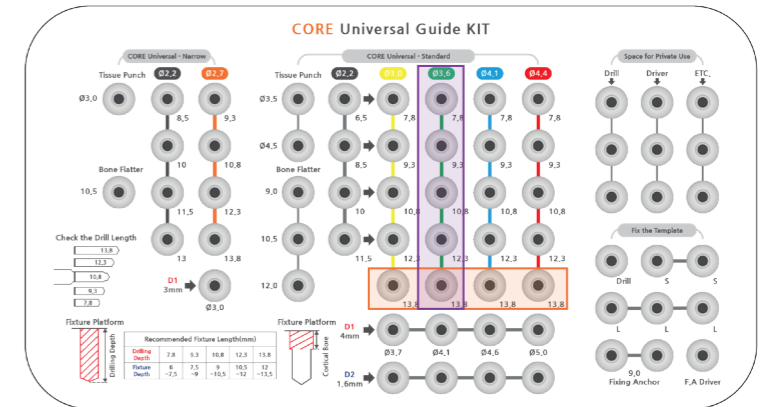 CORE Universal Guide KIT
CORE Universal - Narrow
CORE Universal - Standard
Space for Private Use
Tissue Punch Ø2,2 Ø2,7
Tissue Punch Ø2,2 Ø3,0 Ø3,6 Ø4,1 Ø4,4
Drill Driver ETC,
Ø3,0
8,5 9,3
Ø3,5
6,5 7,8 7,8 7,8 7,8
10 10,8
Ø4,5
8,5 9,3 9,3 9,3 9,3
Bone Flatter
Bone Flatter
10,5
11,5 12,3
9,0
10 10,8 10,8 10,8 10,8
13 13,8
10,5
11,5 12,3 12,3 12,3 12,3
Fix the Template
Check the Drill Length
13,8
12,3
10,8
9,3
7,8
D1
3mm
Ø3,0
12,0
13,8 13,8 13,8 13,8
Drill S S
L L L
Fixture Platform
Drilling Depth
Recommended Fixture Length(mm)
Drilling Depth 7,8 9,3 10,8 12,3 13,8
Fixture Depth 6 ~7,5 7,5 ~9 9 ~10,5 10,5 ~12 12 ~13,5
Fixture Platform
Cortical Bone
D1
4mm
Ø3,7 Ø4,1 Ø4,6 Ø5,0
D2
1,6mm
9,0
Fixing Anchor F,A Driver